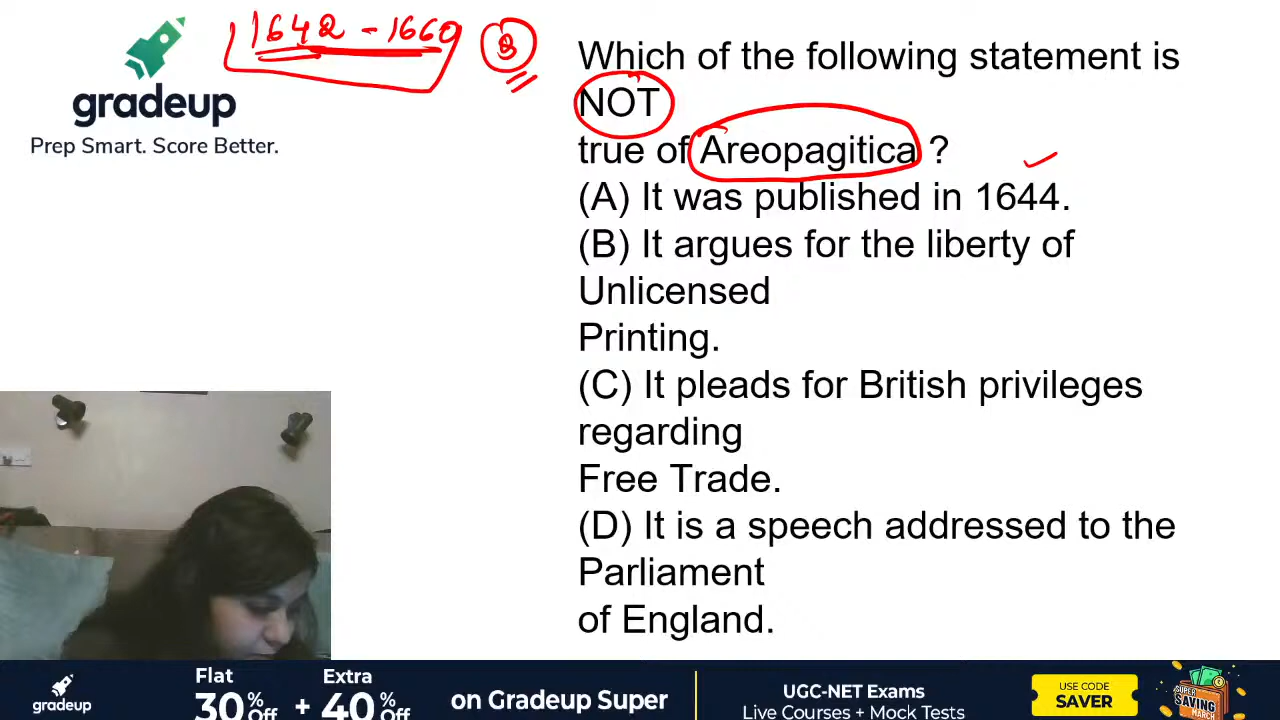 1642 - 1660
8
gradeup
Prep Smart. Score Better.
Which of the following statement is
NOT
true of Areopagitica ?
(A) It was published in 1644.
(B) It argues for the liberty of
Unlicensed
Printing.
(C) It pleads for British privileges
regarding
Free Trade.
(D) It is a speech addressed to the
Parliament
of England.
gradeup
Flat
30% Off
+
Extra
40% Off
on Gradeup Super
UGC-NET Exams
Live Courses + Mock Tests
USE CODE
SAVER
SUPER
SAVING
MARCH